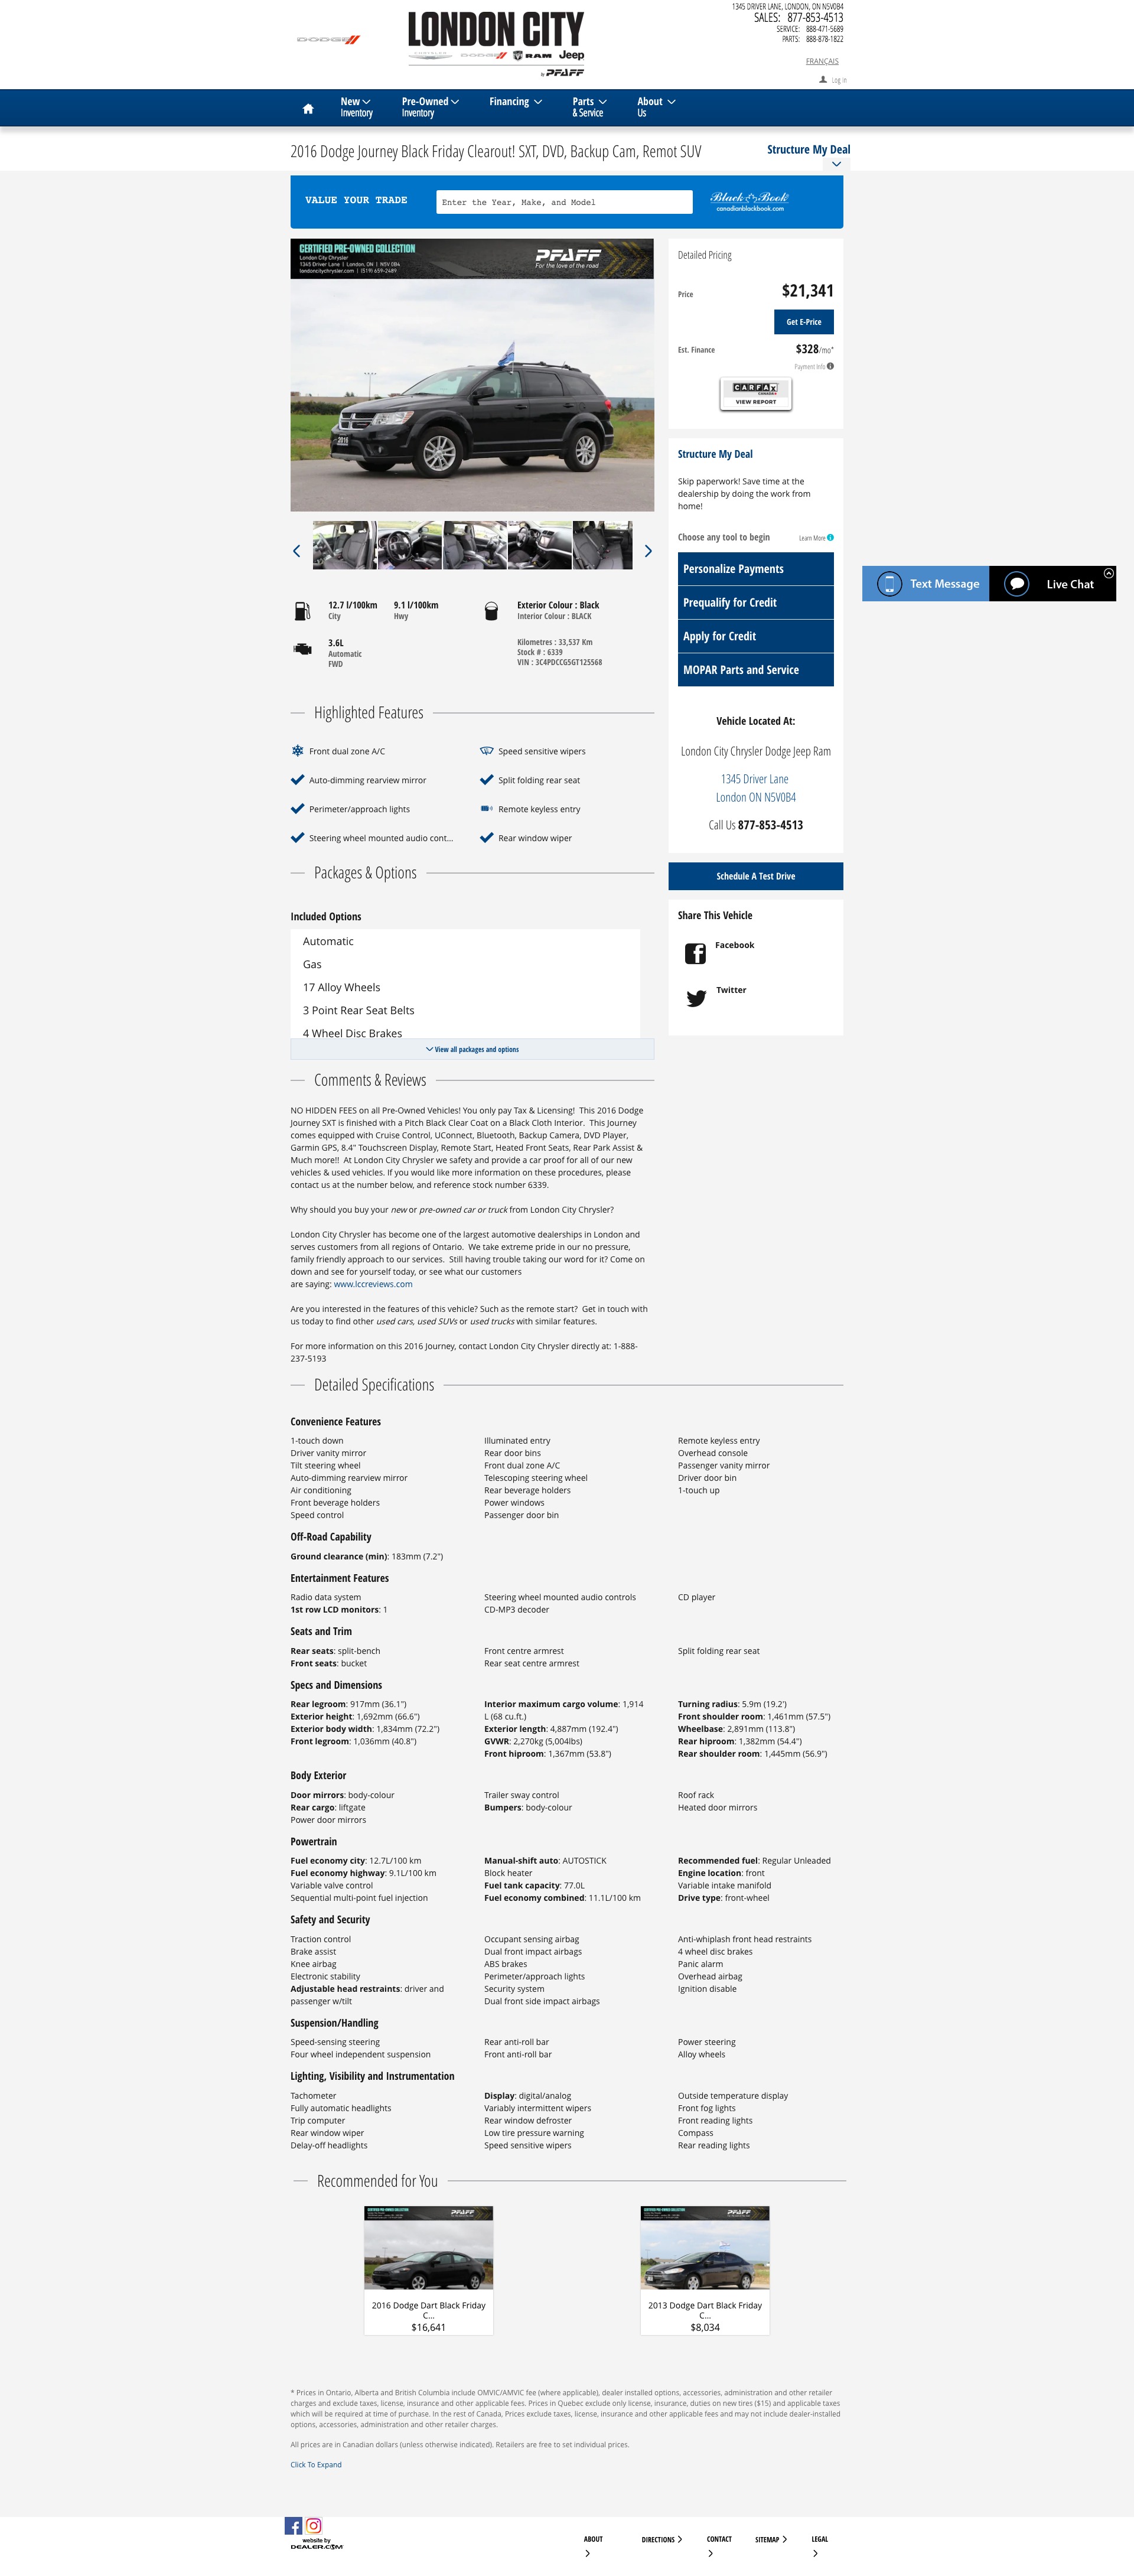 1345 DRIVER LANE, LONDON, ON N5V0B4
SALES: 877-853-4513
SERVICE: 888-471-5689
PARTS: 888-878-1822
FRANÇAIS
Log in
DODGE
LONDON CITY
CHRYSLER DODGE RAM Jeep
by PFAFF
New Inventory
Pre-Owned Inventory
Financing
Parts & Service
About Us
2016 Dodge Journey Black Friday Clearout! SXT, DVD, Backup Cam, Remot SUV
Structure My Deal
VALUE YOUR TRADE
Enter the Year, Make, and Model
Black Book
canadianblackbook.com
CERTIFIED PRE-OWNED COLLECTION
London City Chrysler
1345 Driver Lane | London, ON | N5V 0B4
londoncitychrysler.com | (519) 659-2489
PFAFF
For the love of the road
2016
Detailed Pricing
Price $21,341
Get E-Price
Est. Finance $328/mo*
Payment Info
CARFAX
CANADA
VIEW REPORT
Structure My Deal
Skip paperwork! Save time at the
dealership by doing the work from
home!
Choose any tool to begin
Learn More
Personalize Payments
Prequalify for Credit
Apply for Credit
MOPAR Parts and Service
Text Message
Live Chat
12.7 l/100km
City
9.1 l/100km
Hwy
3.6L
Automatic
FWD
Exterior Colour : Black
Interior Colour : BLACK
Kilometres : 33,537 Km
Stock # : 6339
VIN : 3C4PDCCG5GT125568
Vehicle Located At:
London City Chrysler Dodge Jeep Ram
1345 Driver Lane
London ON N5V0B4
Call Us 877-853-4513
Schedule A Test Drive
Share This Vehicle
Facebook
Twitter
Highlighted Features
Front dual zone A/C
Speed sensitive wipers
Auto-dimming rearview mirror
Split folding rear seat
Perimeter/approach lights
Remote keyless entry
Steering wheel mounted audio cont...
Rear window wiper
Packages & Options
Included Options
Automatic
Gas
17 Alloy Wheels
3 Point Rear Seat Belts
4 Wheel Disc Brakes
View all packages and options
Comments & Reviews
NO HIDDEN FEES on all Pre-Owned Vehicles! You only pay Tax & Licensing! This 2016 Dodge
Journey SXT is finished with a Pitch Black Clear Coat on a Black Cloth Interior. This Journey
comes equipped with Cruise Control, UConnect, Bluetooth, Backup Camera, DVD Player,
Garmin GPS, 8.4" Touchscreen Display, Remote Start, Heated Front Seats, Rear Park Assist &
Much more!! At London City Chrysler we safety and provide a car proof for all of our new
vehicles & used vehicles. If you would like more information on these procedures, please
contact us at the number below, and reference stock number 6339.
Why should you buy your new or pre-owned car or truck from London City Chrysler?
London City Chrysler has become one of the largest automotive dealerships in London and
serves customers from all regions of Ontario. We take extreme pride in our no pressure,
family friendly approach to our services. Still having trouble taking our word for it? Come on
down and see for yourself today, or see what our customers
are saying: www.lccreviews.com
Are you interested in the features of this vehicle? Such as the remote start? Get in touch with
us today to find other used cars, used SUVs or used trucks with similar features.
For more information on this 2016 Journey, contact London City Chrysler directly at: 1-888-
237-5193
Detailed Specifications
Convenience Features
1-touch down
Driver vanity mirror
Tilt steering wheel
Auto-dimming rearview mirror
Air conditioning
Front beverage holders
Speed control
Illuminated entry
Rear door bins
Front dual zone A/C
Telescoping steering wheel
Rear beverage holders
Power windows
Passenger door bin
Remote keyless entry
Overhead console
Passenger vanity mirror
Driver door bin
1-touch up
Off-Road Capability
Ground clearance (min): 183mm (7.2")
Entertainment Features
Radio data system
1st row LCD monitors: 1
Steering wheel mounted audio controls
CD-MP3 decoder
CD player
Seats and Trim
Rear seats: split-bench
Front seats: bucket
Front centre armrest
Rear seat centre armrest
Split folding rear seat
Specs and Dimensions
Rear legroom: 917mm (36.1")
Exterior height: 1,692mm (66.6")
Exterior body width: 1,834mm (72.2")
Front legroom: 1,036mm (40.8")
Interior maximum cargo volume: 1,914
L (68 cu.ft.)
Exterior length: 4,887mm (192.4")
GVWR: 2,270kg (5,004lbs)
Front hiproom: 1,367mm (53.8")
Turning radius: 5.9m (19.2')
Front shoulder room: 1,461mm (57.5")
Wheelbase: 2,891mm (113.8")
Rear hiproom: 1,382mm (54.4")
Rear shoulder room: 1,445mm (56.9")
Body Exterior
Door mirrors: body-colour
Rear cargo: liftgate
Power door mirrors
Trailer sway control
Bumpers: body-colour
Roof rack
Heated door mirrors
Powertrain
Fuel economy city: 12.7L/100 km
Fuel economy highway: 9.1L/100 km
Variable valve control
Sequential multi-point fuel injection
Manual-shift auto: AUTOSTICK
Block heater
Fuel tank capacity: 77.0L
Fuel economy combined: 11.1L/100 km
Recommended fuel: Regular Unleaded
Engine location: front
Variable intake manifold
Drive type: front-wheel
Safety and Security
Traction control
Brake assist
Knee airbag
Electronic stability
Adjustable head restraints: driver and
passenger w/tilt
Occupant sensing airbag
Dual front impact airbags
ABS brakes
Perimeter/approach lights
Security system
Dual front side impact airbags
Anti-whiplash front head restraints
4 wheel disc brakes
Panic alarm
Overhead airbag
Ignition disable
Suspension/Handling
Speed-sensing steering
Four wheel independent suspension
Rear anti-roll bar
Front anti-roll bar
Power steering
Alloy wheels
Lighting, Visibility and Instrumentation
Tachometer
Fully automatic headlights
Trip computer
Rear window wiper
Delay-off headlights
Display: digital/analog
Variably intermittent wipers
Rear window defroster
Low tire pressure warning
Speed sensitive wipers
Outside temperature display
Front fog lights
Front reading lights
Compass
Rear reading lights
Recommended for You
CERTIFIED PRE-OWNED COLLECTION
PFAFF
2016 Dodge Dart Black Friday
C...
$16,641
CERTIFIED PRE-OWNED COLLECTION
PFAFF
2013 Dodge Dart Black Friday
C...
$8,034
* Prices in Ontario, Alberta and British Columbia include OMVIC/AMVIC fee (where applicable), dealer installed options, accessories, administration and other retailer
charges and exclude taxes, license, insurance and other applicable fees. Prices in Quebec exclude only license, insurance, duties on new tires ($15) and applicable taxes
which will be required at time of purchase. In the rest of Canada, Prices exclude taxes, license, insurance and other applicable fees and may not include dealer-installed
options, accessories, administration and other retailer charges.
All prices are in Canadian dollars (unless otherwise indicated). Retailers are free to set individual prices.
Click To Expand
website by
DEALER.COM
ABOUT
DIRECTIONS
CONTACT
SITEMAP
LEGAL